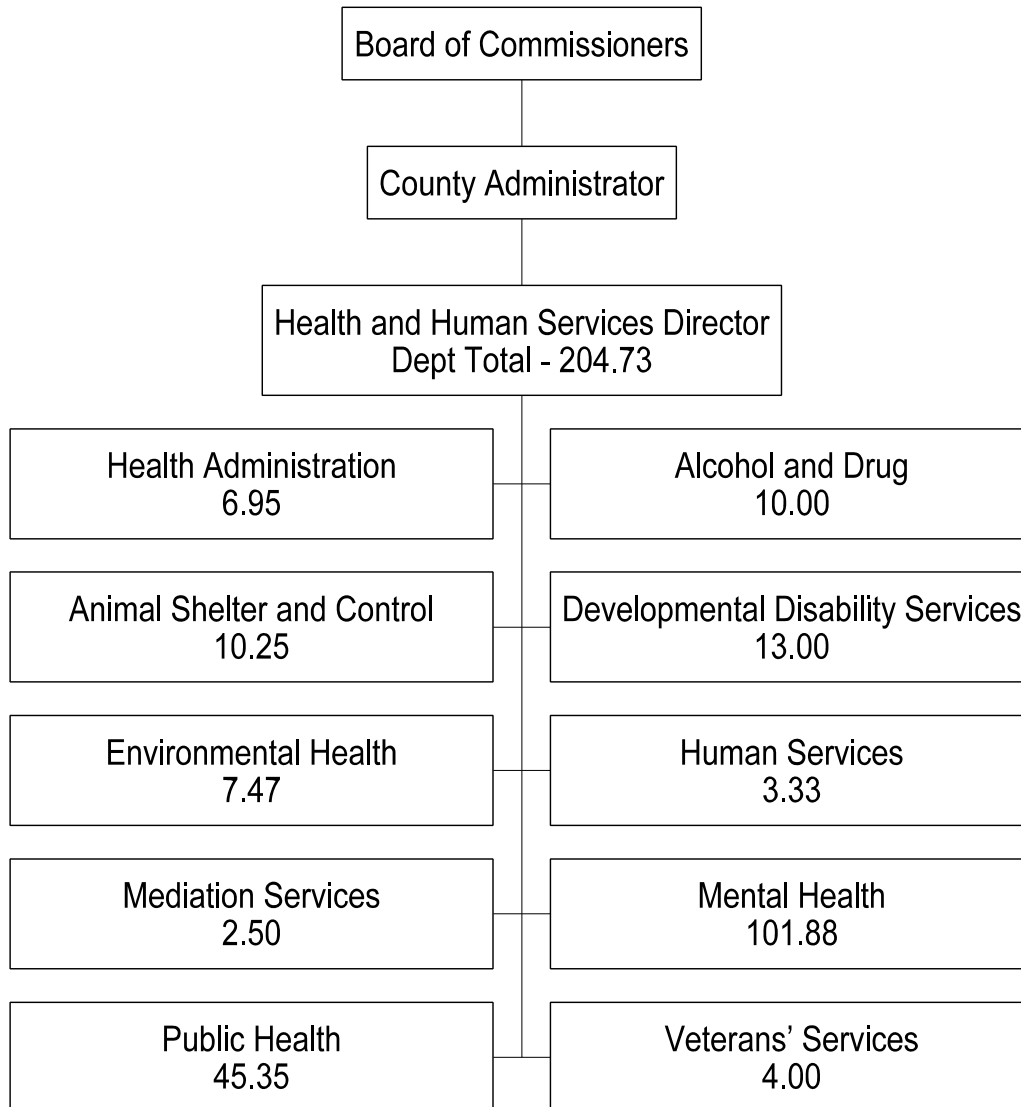 Board of Commissioners
County Administrator
Health and Human Services Director
Dept Total - 204.73
Health Administration
6.95
Alcohol and Drug
10.00
Animal Shelter and Control
10.25
Developmental Disability Services
13.00
Environmental Health
7.47
Human Services
3.33
Mediation Services
2.50
Mental Health
101.88
Public Health
45.35
Veterans’ Services
4.00